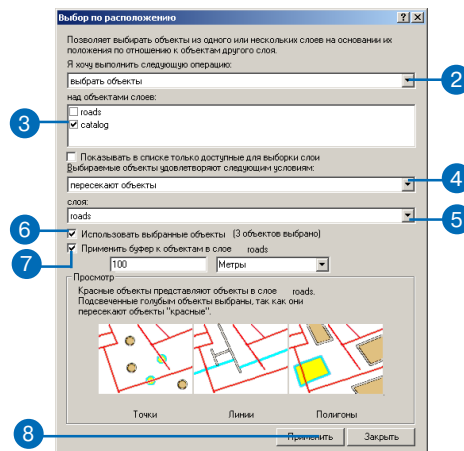 Выбор по расположению
Позволяет выбирать объекты из одного или нескольких слоев на основании их
положения по отношению к объектам другого слоя.
Я хочу выполнить следующую операцию:
выбрать объекты
2
над объектами слоев:
roads
3
catalog
Показывать в списке только доступные для выборки слои
Выбираемые объекты удовлетворяют следующим условиям:
пересекают объекты
4
слоя:
roads
5
6
Использовать выбранные объекты (3 объектов выбрано)
7
Применить буфер к объектам в слое roads
100 Метры
Просмотр
Красные объекты представляют объекты в слое roads.
Подсвеченные голубым объекты выбраны, так как они
пересекают объекты "красные".
Точки Линии Полигоны
8
Применить Закрыть